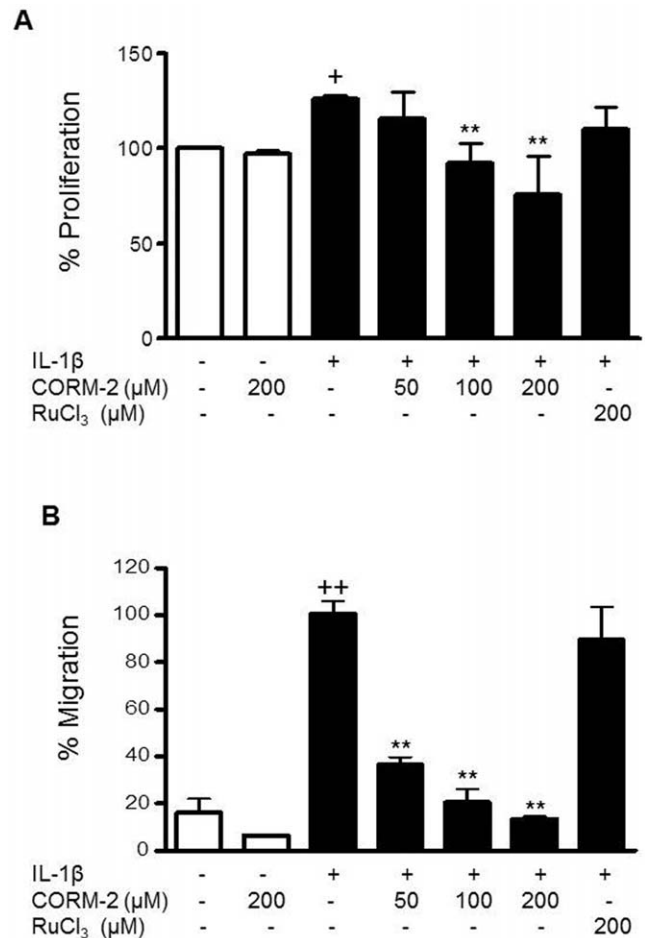 A
150
+
** **
100
% Proliferation
50
0
IL-1β - - + + + + +
CORM-2 (µM) - 200 - 50 100 200 -
RuCl₃ (µM) - - - - - - 200
B
120
++
100
80
% Migration
60
40
** ** **
20
0
IL-1β - - + + + + +
CORM-2 (µM) - 200 - 50 100 200 -
RuCl₃ (µM) - - - - - - 200